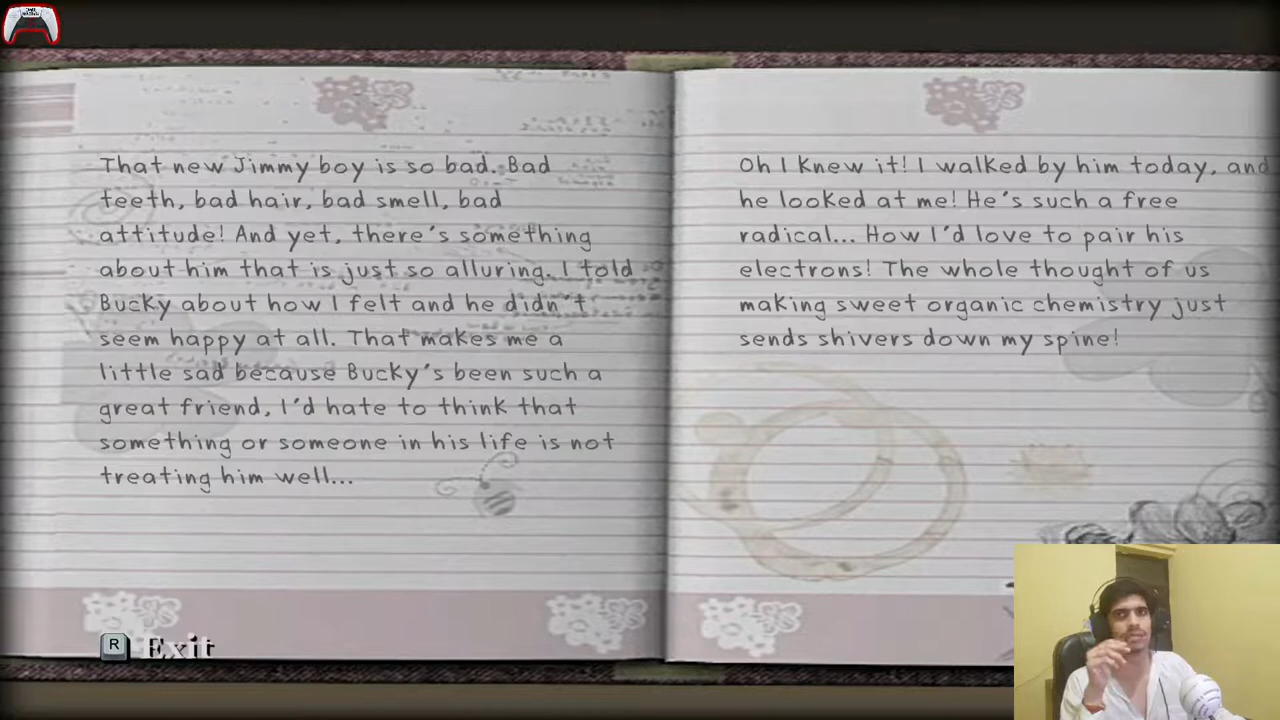 That new Jimmy boy is so bad. Bad
teeth, bad hair, bad smell, bad
attitude! And yet, there's something
about him that is just so alluring. I told
Bucky about how I felt and he didn't
seem happy at all. That makes me a
little sad because Bucky's been such a
great friend, I'd hate to think that
something or someone in his life is not
treating him well...
Oh I knew it! I walked by him today, and
he looked at me! He's such a free
radical... How I'd love to pair his
electrons! The whole thought of us
making sweet organic chemistry just
sends shivers down my spine!
R Exit